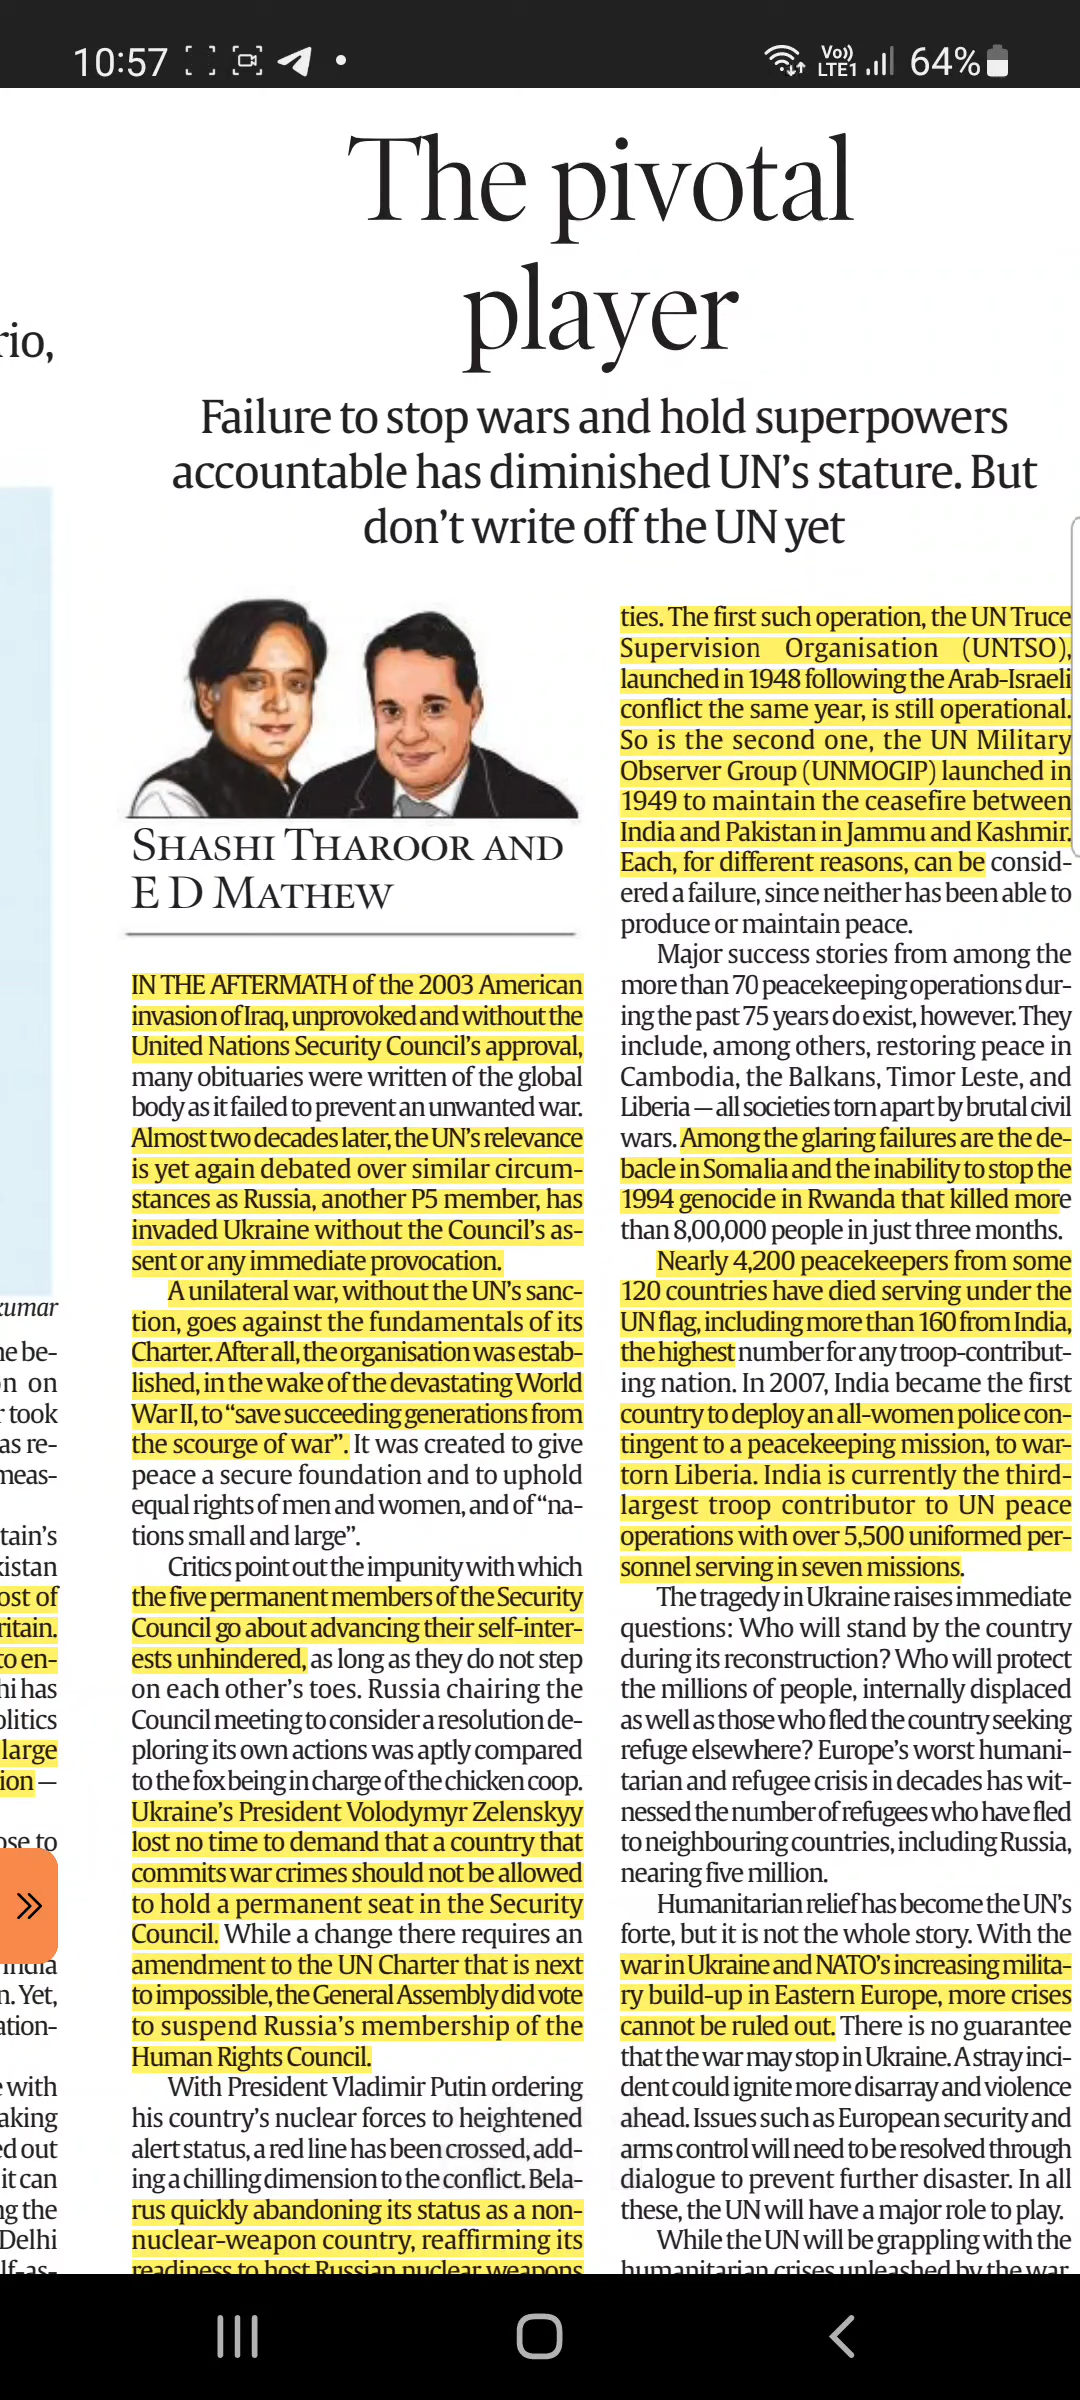 10:57
Vo))
LTE1
64%
The pivotal
player
Failure to stop wars and hold superpowers
accountable has diminished UN's stature. But
don't write off the UN yet
SHASHI THAROOR AND
E D MATHEW
IN THE AFTERMATH of the 2003 American
invasion of Iraq, unprovoked and without the
United Nations Security Council's approval,
many obituaries were written of the global
body as it failed to prevent an unwanted war.
Almost two decades later, the UN's relevance
is yet again debated over similar circum-
stances as Russia, another P5 member, has
invaded Ukraine without the Council's as-
sent or any immediate provocation.
A unilateral war, without the UN's sanc-
tion, goes against the fundamentals of its
Charter. After all, the organisation was estab-
lished, in the wake of the devastating World
War II, to "save succeeding generations from
the scourge of war". It was created to give
peace a secure foundation and to uphold
equal rights of men and women, and of "na-
tions small and large".
Critics point out the impunity with which
the five permanent members of the Security
Council go about advancing their self-inter-
ests unhindered, as long as they do not step
on each other's toes. Russia chairing the
Council meeting to consider a resolution de-
ploring its own actions was aptly compared
to the fox being in charge of the chicken coop.
Ukraine's President Volodymyr Zelenskyy
lost no time to demand that a country that
commits war crimes should not be allowed
to hold a permanent seat in the Security
Council. While a change there requires an
amendment to the UN Charter that is next
to impossible, the General Assembly did vote
to suspend Russia's membership of the
Human Rights Council.
With President Vladimir Putin ordering
his country's nuclear forces to heightened
alert status, a red line has been crossed, add-
ing a chilling dimension to the conflict. Bela-
rus quickly abandoning its status as a non-
nuclear-weapon country, reaffirming its
readiness to host Russian nuclear weapons
ties. The first such operation, the UN Truce
Supervision Organisation (UNTSO),
launched in 1948 following the Arab-Israeli
conflict the same year, is still operational.
So is the second one, the UN Military
Observer Group (UNMOGIP) launched in
1949 to maintain the ceasefire between
India and Pakistan in Jammu and Kashmir.
Each, for different reasons, can be consid-
ered a failure, since neither has been able to
produce or maintain peace.
Major success stories from among the
more than 70 peacekeeping operations dur-
ing the past 75 years do exist, however. They
include, among others, restoring peace in
Cambodia, the Balkans, Timor Leste, and
Liberia — all societies torn apart by brutal civil
wars. Among the glaring failures are the de-
bacle in Somalia and the inability to stop the
1994 genocide in Rwanda that killed more
than 8,00,000 people in just three months.
Nearly 4,200 peacekeepers from some
120 countries have died serving under the
UN flag, including more than 160 from India,
the highest number for any troop-contribut-
ing nation. In 2007, India became the first
country to deploy an all-women police con-
tingent to a peacekeeping mission, to war-
torn Liberia. India is currently the third-
largest troop contributor to UN peace
operations with over 5,500 uniformed per-
sonnel serving in seven missions.
The tragedy in Ukraine raises immediate
questions: Who will stand by the country
during its reconstruction? Who will protect
the millions of people, internally displaced
as well as those who fled the country seeking
refuge elsewhere? Europe's worst humani-
tarian and refugee crisis in decades has wit-
nessed the number of refugees who have fled
to neighbouring countries, including Russia,
nearing five million.
Humanitarian relief has become the UN's
forte, but it is not the whole story. With the
war in Ukraine and NATO's increasing milita-
ry build-up in Eastern Europe, more crises
cannot be ruled out. There is no guarantee
that the war may stop in Ukraine. A stray inci-
dent could ignite more disarray and violence
ahead. Issues such as European security and
arms control will need to be resolved through
dialogue to prevent further disaster. In all
these, the UN will have a major role to play.
While the UN will be grappling with the
humanitarian crises unleashed by the war,